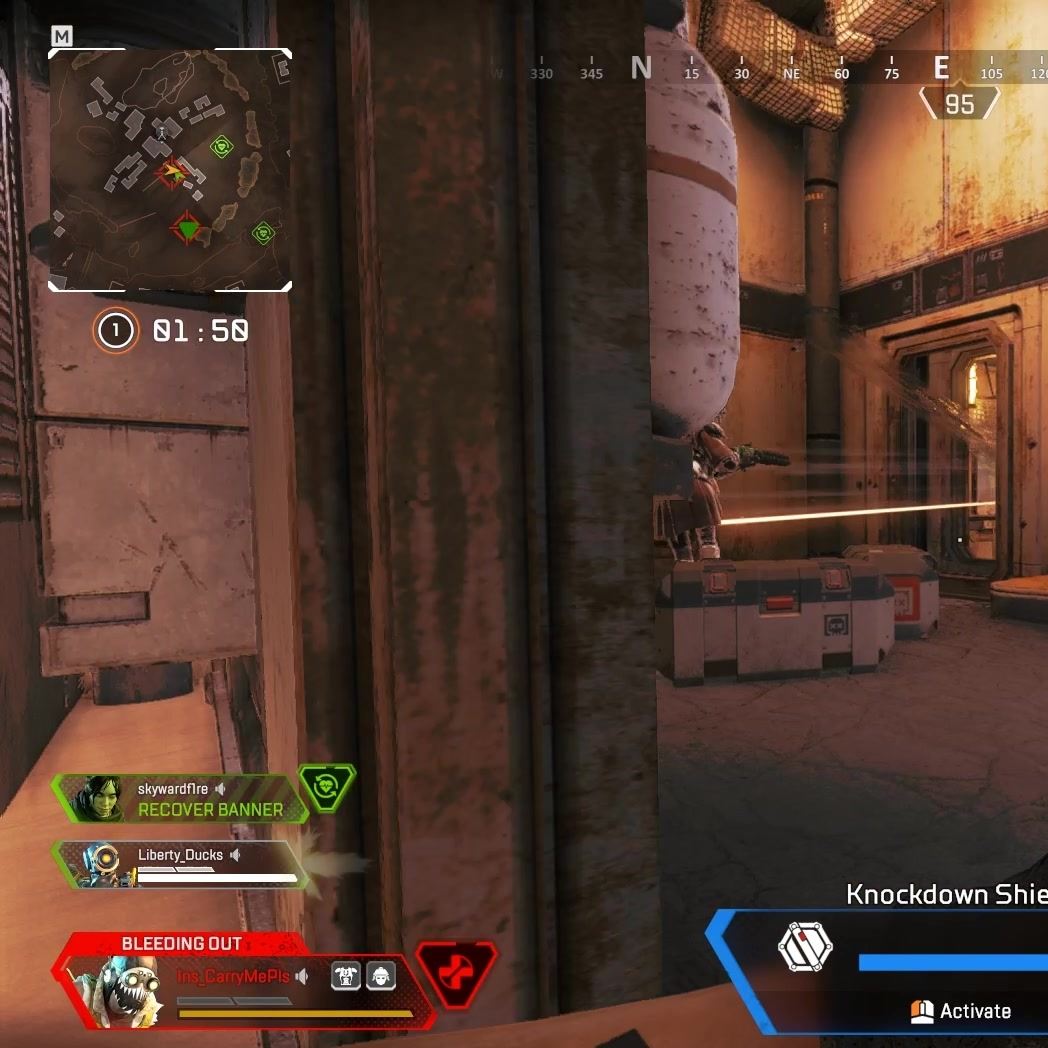 M
W 330 345 N 15 30 NE 60 75 E 105 120
95
1 01:50
skywardf1re
RECOVER BANNER
Liberty_Ducks
BLEEDING OUT
Ins_CarryMePls
Knockdown Shie
Activate